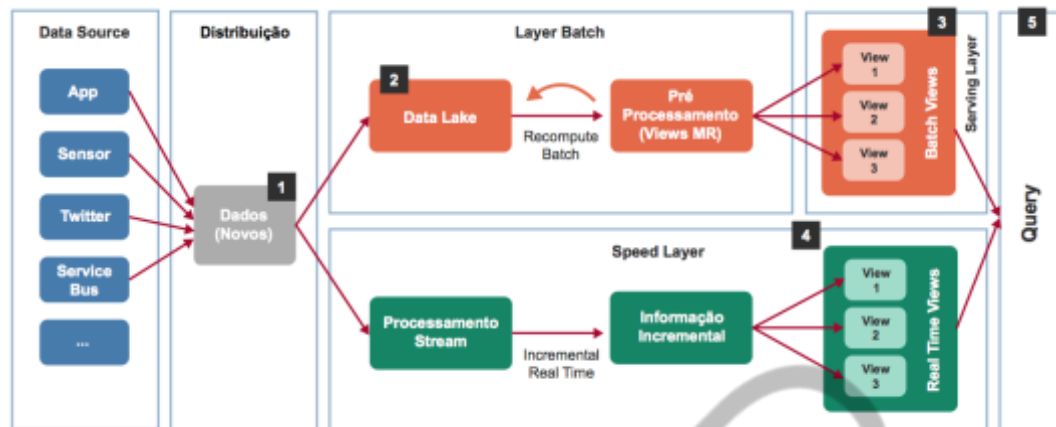 Data Source
App
Sensor
Twitter
Service
Bus
...
Distribuição
1
Dados
(Novos)
Layer Batch
2
Data Lake
Recompute
Batch
Pré
Processamento
(Views MR)
3
View
1
View
2
View
3
Batch Views
Serving Layer
Speed Layer
4
Processamento
Stream
Incremental
Real Time
Informação
Incremental
View
1
View
2
View
3
Real Time Views
5
Query